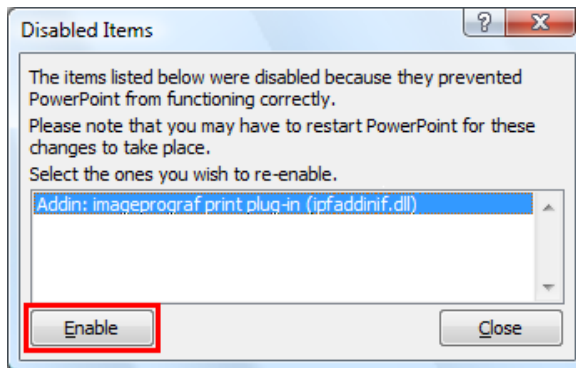 Disabled Items
The items listed below were disabled because they prevented
PowerPoint from functioning correctly.
Please note that you may have to restart PowerPoint for these
changes to take place.
Select the ones you wish to re-enable.
Addin: imageprograf print plug-in (ipfaddinif.dll)
Enable
Close